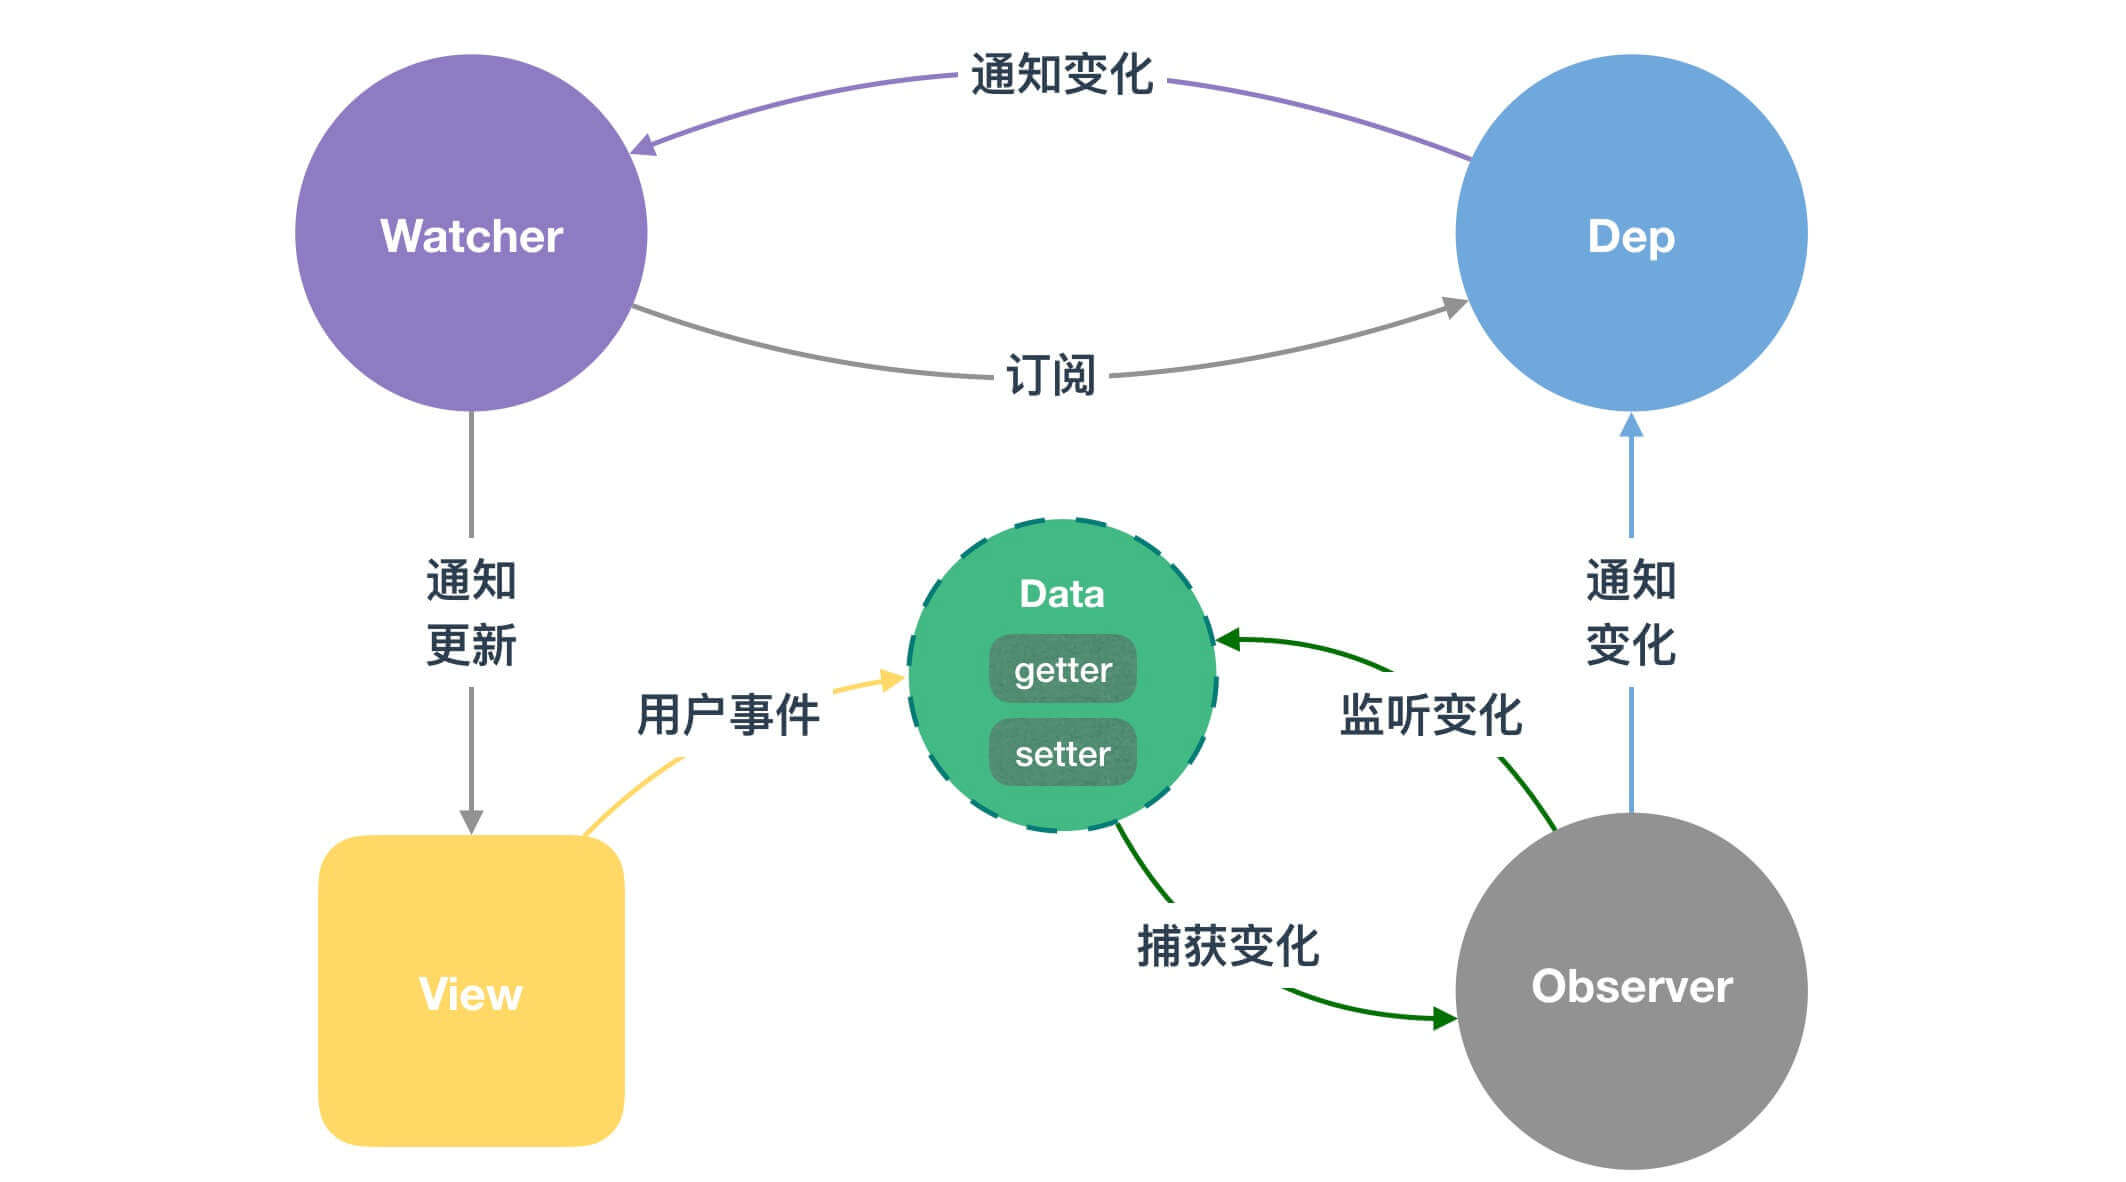 通知变化
Watcher
Dep
订阅
通知
更新
通知
变化
Data
getter
setter
用户事件
监听变化
捕获变化
View
Observer